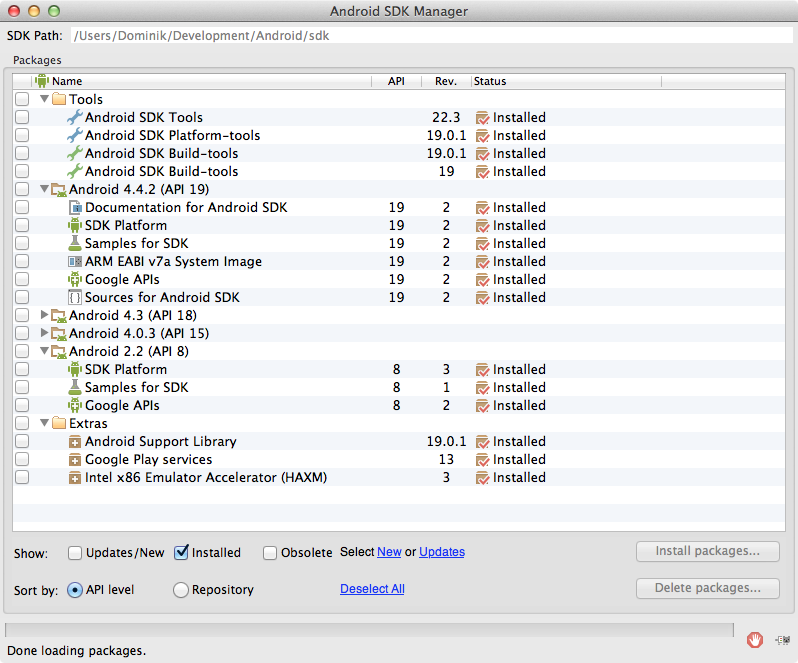 Android SDK Manager
SDK Path: /Users/Dominik/Development/Android/sdk
Packages
Name API Rev. Status
Tools
Android SDK Tools 22.3 Installed
Android SDK Platform-tools 19.0.1 Installed
Android SDK Build-tools 19.0.1 Installed
Android SDK Build-tools 19 Installed
Android 4.4.2 (API 19)
Documentation for Android SDK 19 2 Installed
SDK Platform 19 2 Installed
Samples for SDK 19 2 Installed
ARM EABI v7a System Image 19 2 Installed
Google APIs 19 2 Installed
Sources for Android SDK 19 2 Installed
Android 4.3 (API 18)
Android 4.0.3 (API 15)
Android 2.2 (API 8)
SDK Platform 8 3 Installed
Samples for SDK 8 1 Installed
Google APIs 8 2 Installed
Extras
Android Support Library 19.0.1 Installed
Google Play services 13 Installed
Intel x86 Emulator Accelerator (HAXM) 3 Installed
Show: Updates/New Installed Obsolete Select New or Updates Install packages...
Sort by: API level Repository Deselect All Delete packages...
Done loading packages.